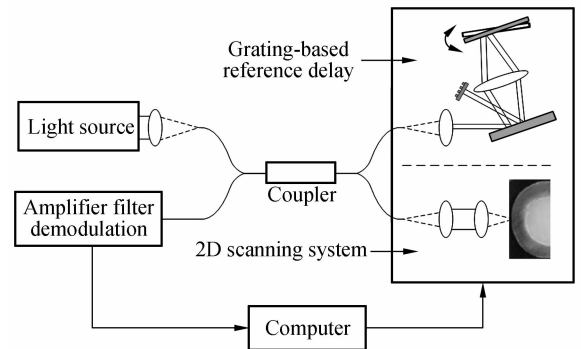 Grating-based
reference delay
Light source
Coupler
Amplifier filter
demodulation
2D scanning system
Computer